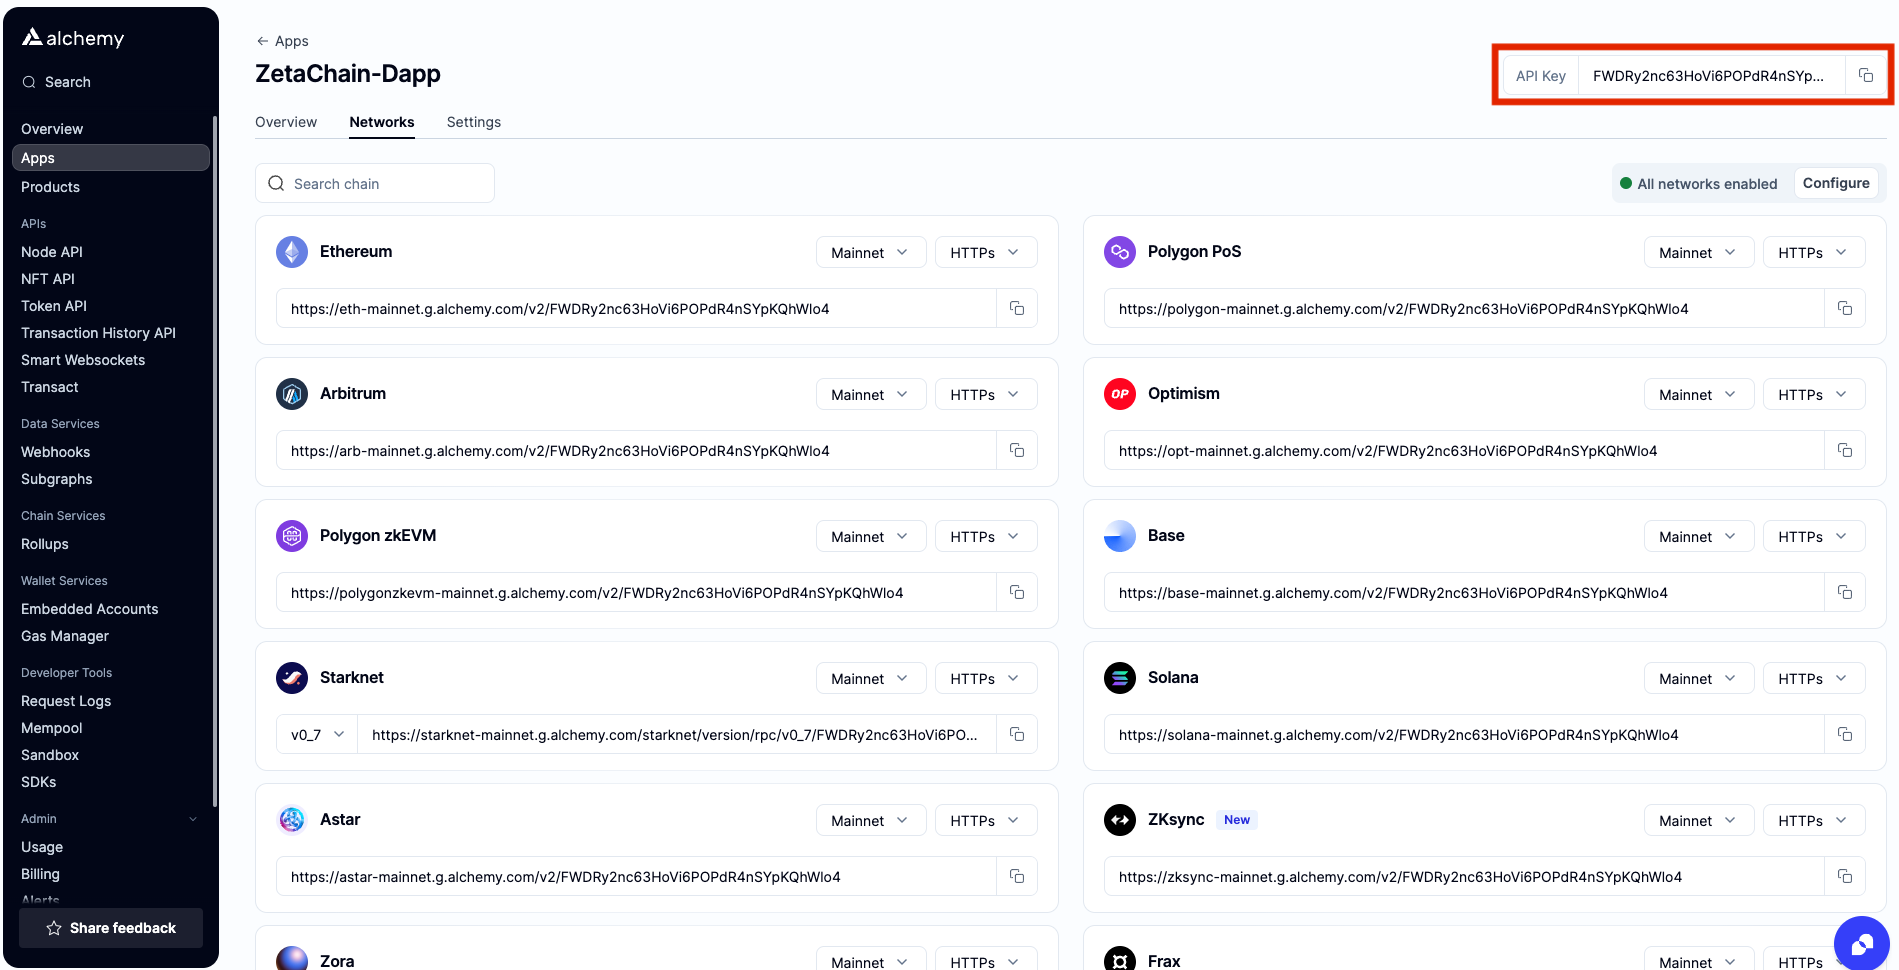 alchemy
Search
Overview
Apps
Products
APIs
Node API
NFT API
Token API
Transaction History API
Smart Websockets
Transact
Data Services
Webhooks
Subgraphs
Chain Services
Rollups
Wallet Services
Embedded Accounts
Gas Manager
Developer Tools
Request Logs
Mempool
Sandbox
SDKs
Admin
Usage
Billing
Alerts
Share feedback
← Apps
ZetaChain-Dapp
API Key FWDRy2nc63HoVi6POPdR4nSYp...
Overview Networks Settings
Search chain
All networks enabled Configure
Ethereum Mainnet HTTPs
https://eth-mainnet.g.alchemy.com/v2/FWDRy2nc63HoVi6POPdR4nSYpKQhWlo4
Polygon PoS Mainnet HTTPs
https://polygon-mainnet.g.alchemy.com/v2/FWDRy2nc63HoVi6POPdR4nSYpKQhWlo4
Arbitrum Mainnet HTTPs
https://arb-mainnet.g.alchemy.com/v2/FWDRy2nc63HoVi6POPdR4nSYpKQhWlo4
OP Optimism Mainnet HTTPs
https://opt-mainnet.g.alchemy.com/v2/FWDRy2nc63HoVi6POPdR4nSYpKQhWlo4
Polygon zkEVM Mainnet HTTPs
https://polygonzkevm-mainnet.g.alchemy.com/v2/FWDRy2nc63HoVi6POPdR4nSYpKQhWlo4
Base Mainnet HTTPs
https://base-mainnet.g.alchemy.com/v2/FWDRy2nc63HoVi6POPdR4nSYpKQhWlo4
Starknet Mainnet HTTPs
v0_7 https://starknet-mainnet.g.alchemy.com/starknet/version/rpc/v0_7/FWDRy2nc63HoVi6PO...
Solana Mainnet HTTPs
https://solana-mainnet.g.alchemy.com/v2/FWDRy2nc63HoVi6POPdR4nSYpKQhWlo4
Astar Mainnet HTTPs
https://astar-mainnet.g.alchemy.com/v2/FWDRy2nc63HoVi6POPdR4nSYpKQhWlo4
ZKsync New Mainnet HTTPs
https://zksync-mainnet.g.alchemy.com/v2/FWDRy2nc63HoVi6POPdR4nSYpKQhWlo4
Zora Mainnet HTTPs
Frax Mainnet HTTPs